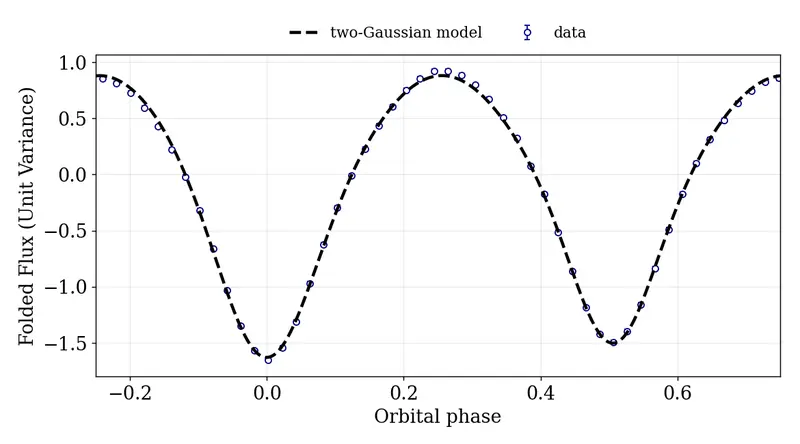 two-Gaussian model data
1.0
0.5
0.0
−0.5
−1.0
−1.5
Folded Flux (Unit Variance)
−0.2 0.0 0.2 0.4 0.6
Orbital phase